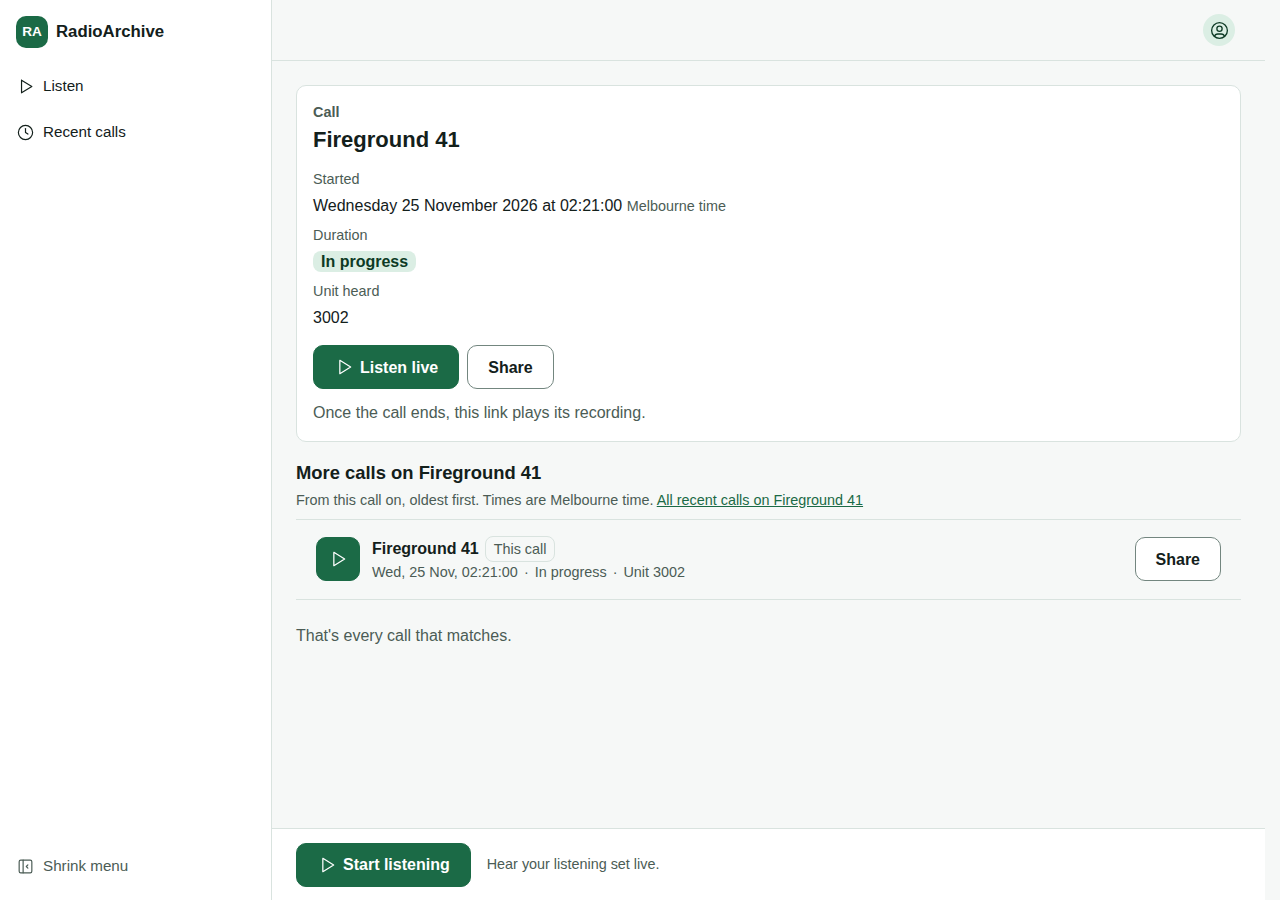 RA RadioArchive
Listen
Recent calls
Call
Fireground 41
Started
Wednesday 25 November 2026 at 02:21:00 Melbourne time
Duration
In progress
Unit heard
3002
Listen live
Share
Once the call ends, this link plays its recording.
More calls on Fireground 41
From this call on, oldest first. Times are Melbourne time. All recent calls on Fireground 41
Fireground 41 This call
Wed, 25 Nov, 02:21:00 · In progress · Unit 3002
Share
That's every call that matches.
Shrink menu
Start listening
Hear your listening set live.